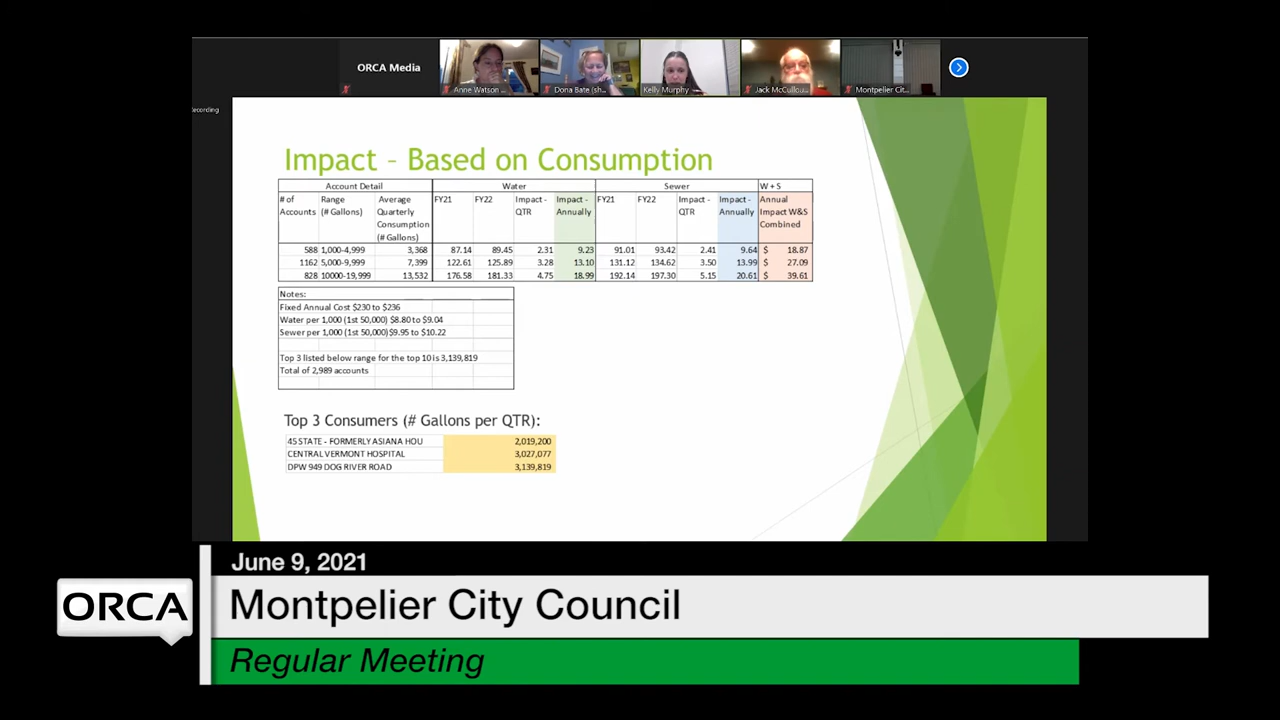 ORCA Media
Anne Watson ...
Dona Bate (sh...
Kelly Murphy
Jack McCullou...
Montpelier Cit...
ecording
Impact – Based on Consumption
Account Detail Water Sewer W + S
# of Range Average FY21 FY22 Impact - Impact - FY21 FY22 Impact - Impact - Annual
Accounts (# Gallons) Quarterly QTR Annually QTR Annually Impact W&S
Consumption Combined
(# Gallons)
588 1,000-4,999 3,368 87.14 89.45 2.31 9.23 91.01 93.42 2.41 9.64 $ 18.87
1162 5,000-9,999 7,399 122.61 125.89 3.28 13.10 131.12 134.62 3.50 13.99 $ 27.09
828 10000-19,999 13,532 176.58 181.33 4.75 18.99 192.14 197.30 5.15 20.61 $ 39.61
Notes:
Fixed Annual Cost $230 to $236
Water per 1,000 (1st 50,000) $8.80 to $9.04
Sewer per 1,000 (1st 50,000)$9.95 to $10.22
Top 3 listed below range for the top 10 is 3,139,819
Total of 2,989 accounts
Top 3 Consumers (# Gallons per QTR):
45 STATE - FORMERLY ASIANA HOU 2,019,200
CENTRAL VERMONT HOSPITAL 3,027,077
DPW 949 DOG RIVER ROAD 3,139,819
June 9, 2021
ORCA
Montpelier City Council
Regular Meeting